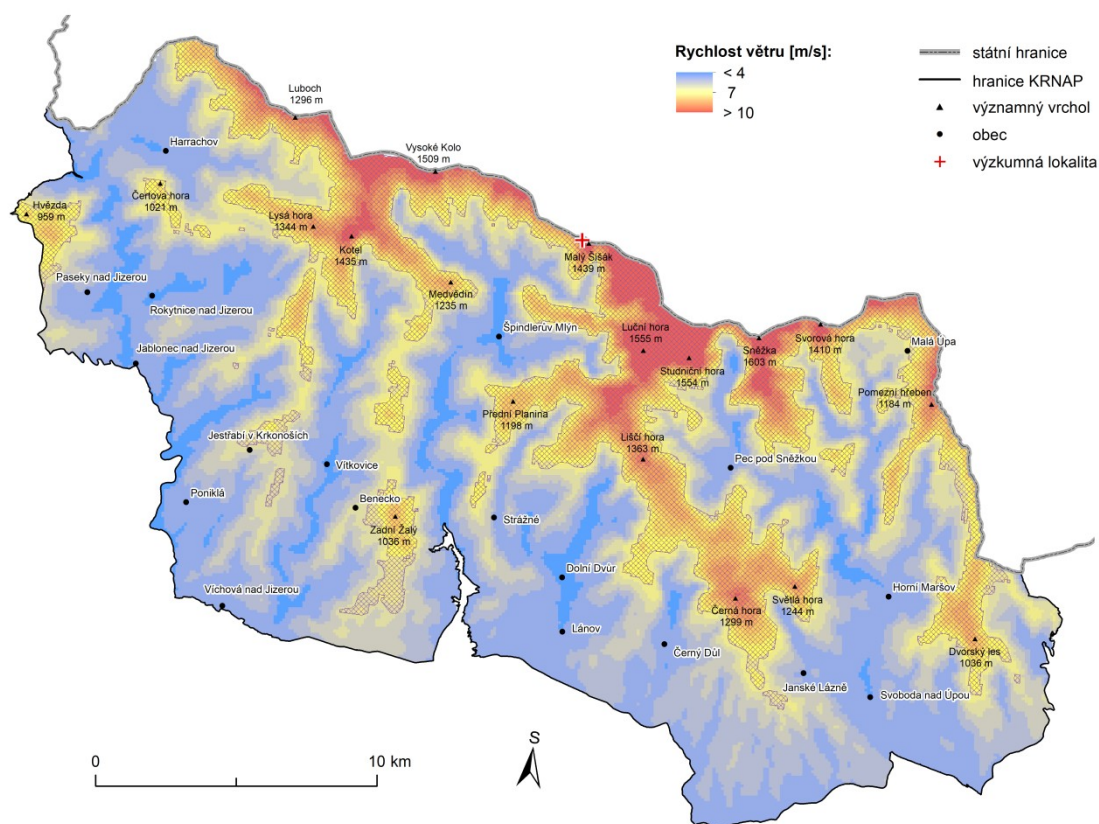 Rychlost větru [m/s]:
< 4
7
> 10
státní hranice
hranice KRNAP
významný vrchol
obec
výzkumná lokalita
Luboch
1296 m
Harrachov
Vysoké Kolo
1509 m
Čertova hora
1021 m
Hvězda
959 m
Lysá hora
1344 m
Kotel
1435 m
Malý Šišák
1439 m
Paseky nad Jizerou
Rokytnice nad Jizerou
Medvědín
1235 m
Špindlerův Mlýn
Luční hora
1555 m
Studniční hora
1554 m
Sněžka
1603 m
Svorová hora
1410 m
Malá Úpa
Jablonec nad Jizerou
Pomezní hřeben
1184 m
Přední Planina
1198 m
Jestřabí v Krkonoších
Vítkovice
Liščí hora
1363 m
Pec pod Sněžkou
Poniklá
Benecko
Zadní Žalý
1036 m
Strážné
Dolní Dvůr
Víchová nad Jizerou
Světlá hora
1244 m
Horní Maršov
Černá hora
1299 m
Lánov
Černý Důl
Dvorský les
1036 m
Janské Lázně
Svoboda nad Úpou
S
0
10 km